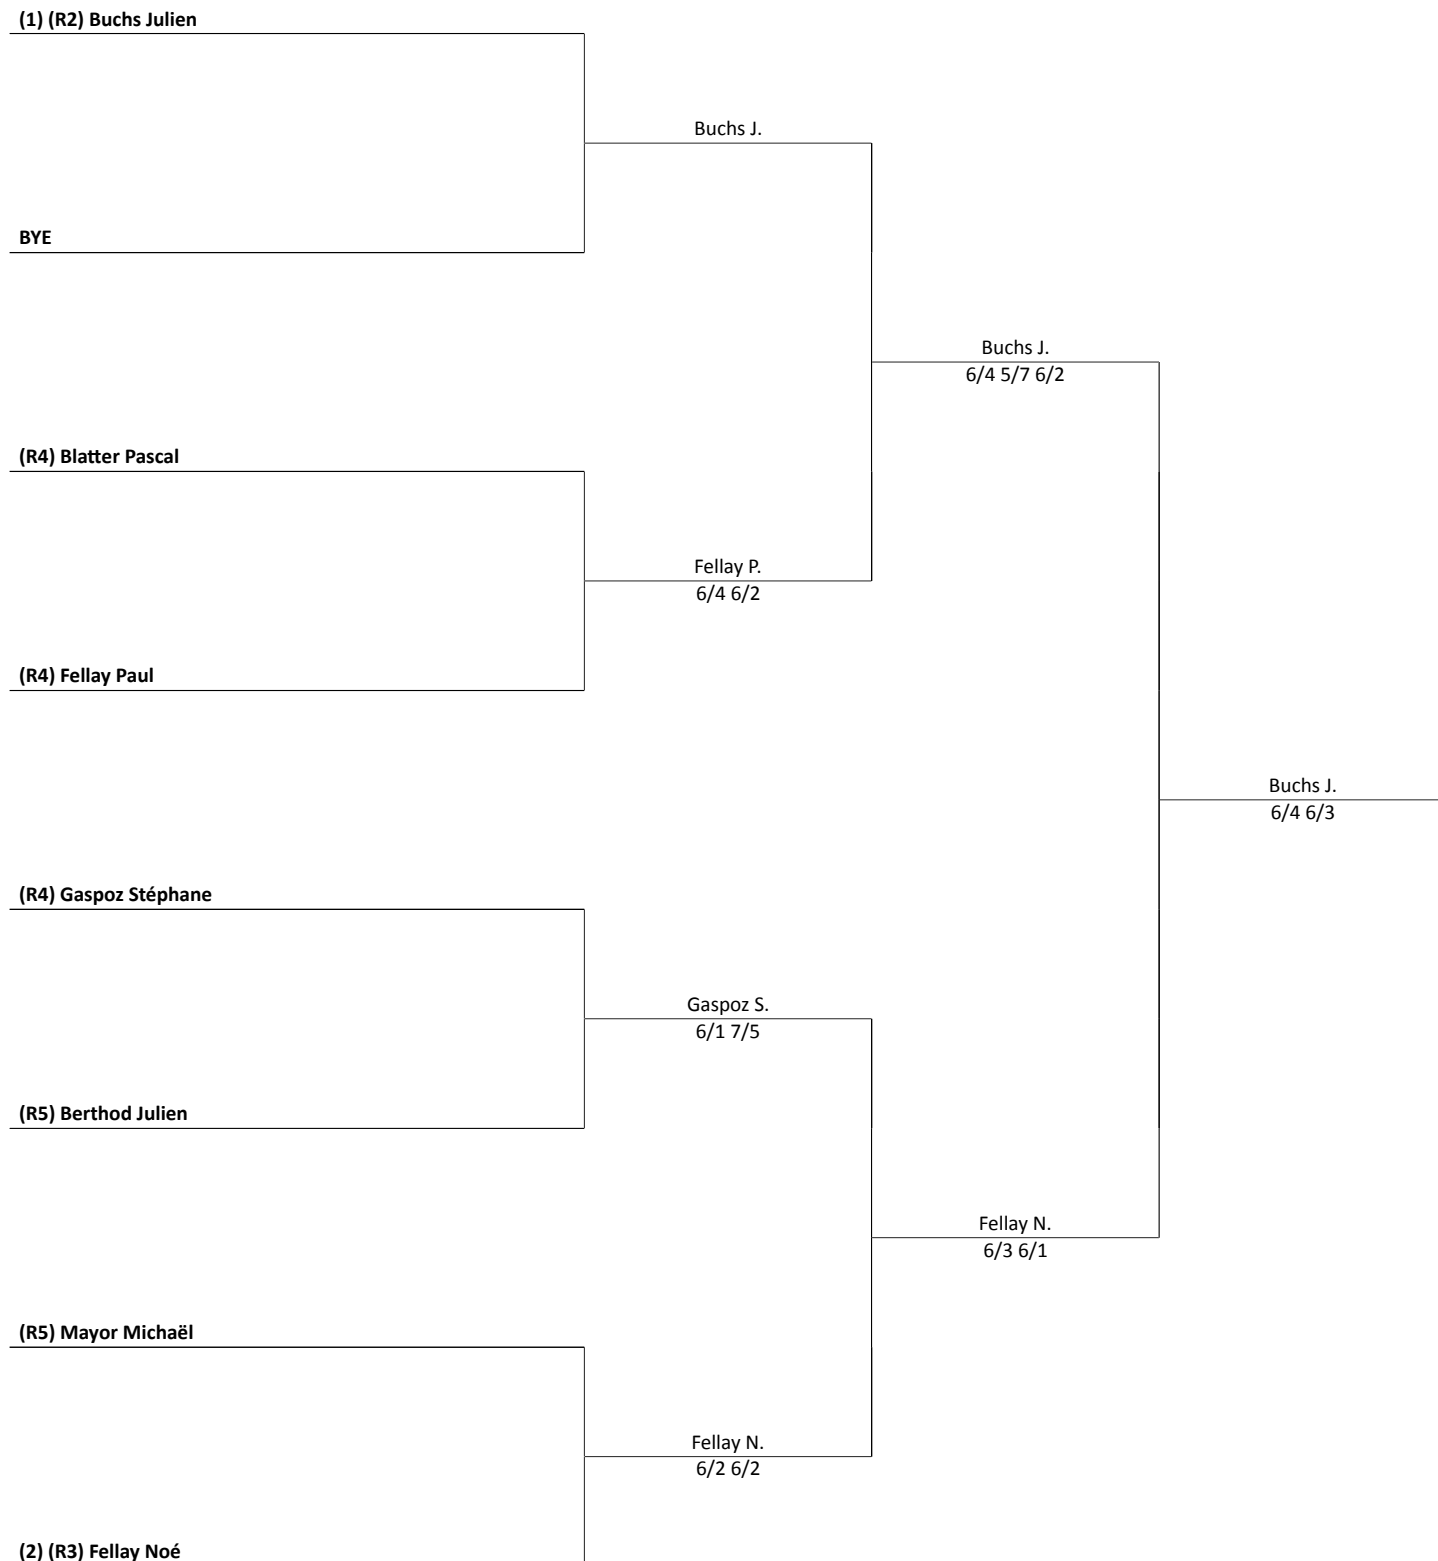 (1) (R2) Buchs Julien
Buchs J.
BYE
Buchs J.
6/4 5/7 6/2
(R4) Blatter Pascal
Fellay P.
6/4 6/2
(R4) Fellay Paul
Buchs J.
6/4 6/3
(R4) Gaspoz Stéphane
Gaspoz S.
6/1 7/5
(R5) Berthod Julien
Fellay N.
6/3 6/1
(R5) Mayor Michaël
Fellay N.
6/2 6/2
(2) (R3) Fellay Noé